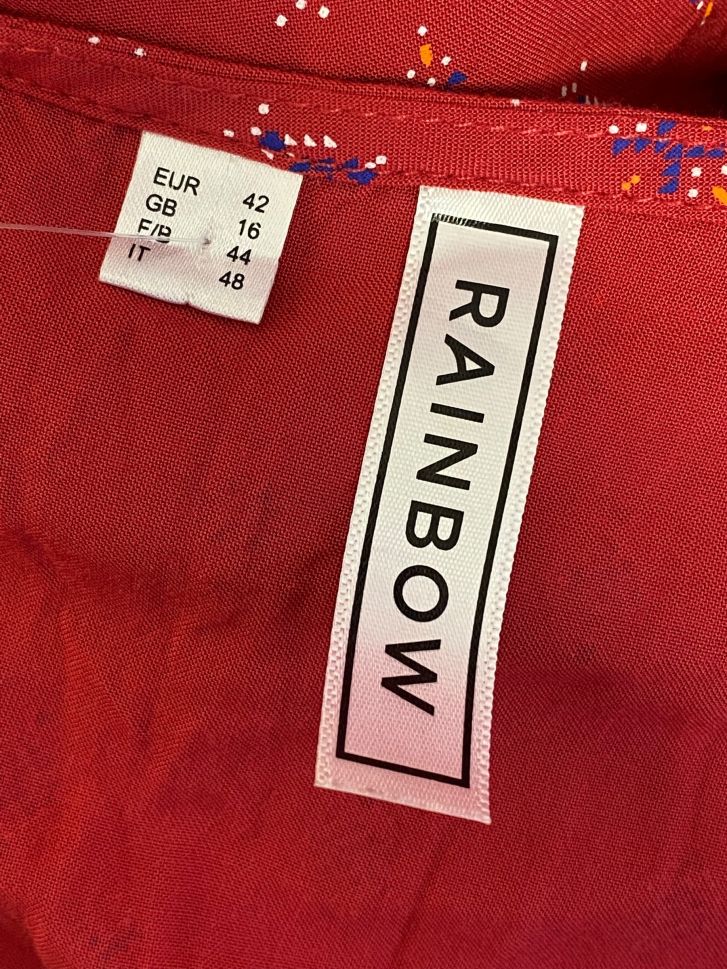 EUR 42
GB 16
F/B 44
IT 48
RAINBOW